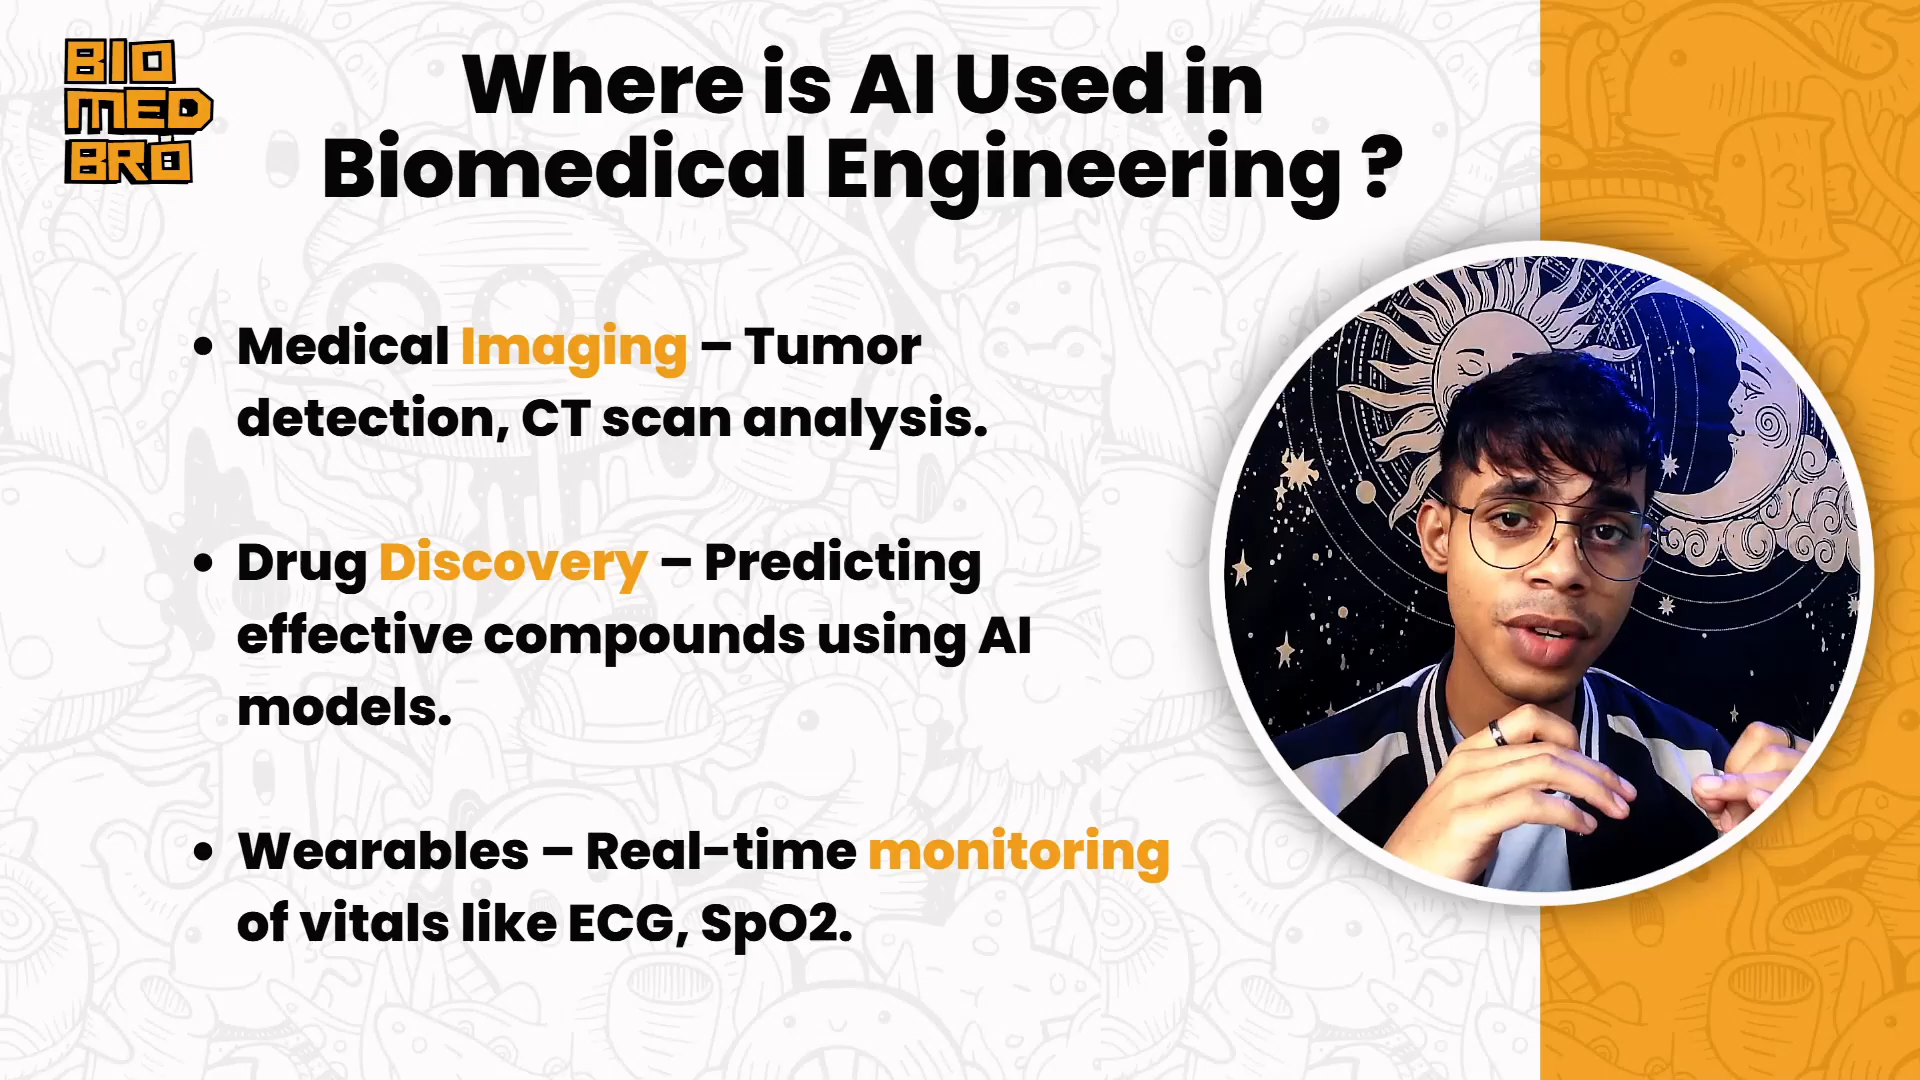 BIO
MED
BRO
Where is AI Used in
Biomedical Engineering ?
• Medical Imaging – Tumor
detection, CT scan analysis.
• Drug Discovery – Predicting
effective compounds using AI
models.
• Wearables – Real-time monitoring
of vitals like ECG, SpO2.